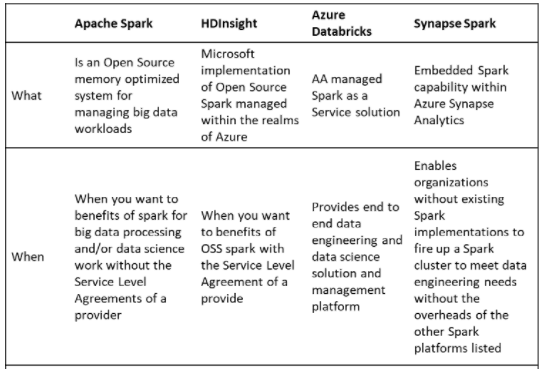 Apache Spark
HDInsight
Azure
Databricks
Synapse Spark
What
Is an Open Source
memory optimized
system for
managing big data
workloads
Microsoft
implementation
of Open Source
Spark managed
within the realms
of Azure
AA managed
Spark as a
Service solution
Embedded Spark
capability within
Azure Synapse
Analytics
When
When you want to
benefits of spark for
big data processing
and/or data science
work without the
Service Level
Agreements of a
provider
When you want
to benefits of
OSS spark with
the Service Level
Agreement of a
provide
Provides end to
end data
engineering and
data science
solution and
management
platform
Enables
organizations
without existing
Spark
implementations to
fire up a Spark
cluster to meet data
engineering needs
without the
overheads of the
other Spark
platforms listed